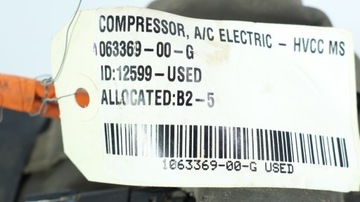 COMPRESSOR, A/C ELECTRIC - HVCC MS
1063369-00-G
ID:12599-USED
ALLOCATED:B2-5
1063369-00-G USED